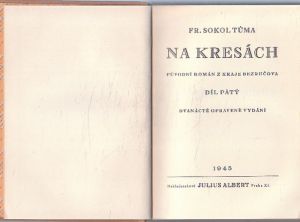 FR. SOKOL TŮMA
NA KRESÁCH
PŮVODNÍ ROMÁN Z KRAJE BEZRUČOVA
DÍL PÁTÝ
DVANÁCTÉ OPRAVENÉ VYDÁNÍ
1945
Nakladatelství JULIUS ALBERT Praha XI.